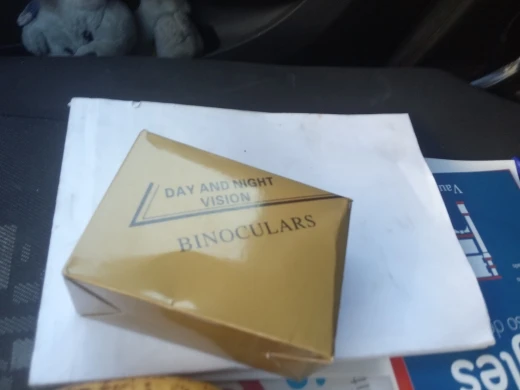 DAY AND NIGHT
VISION
BINOCULARS